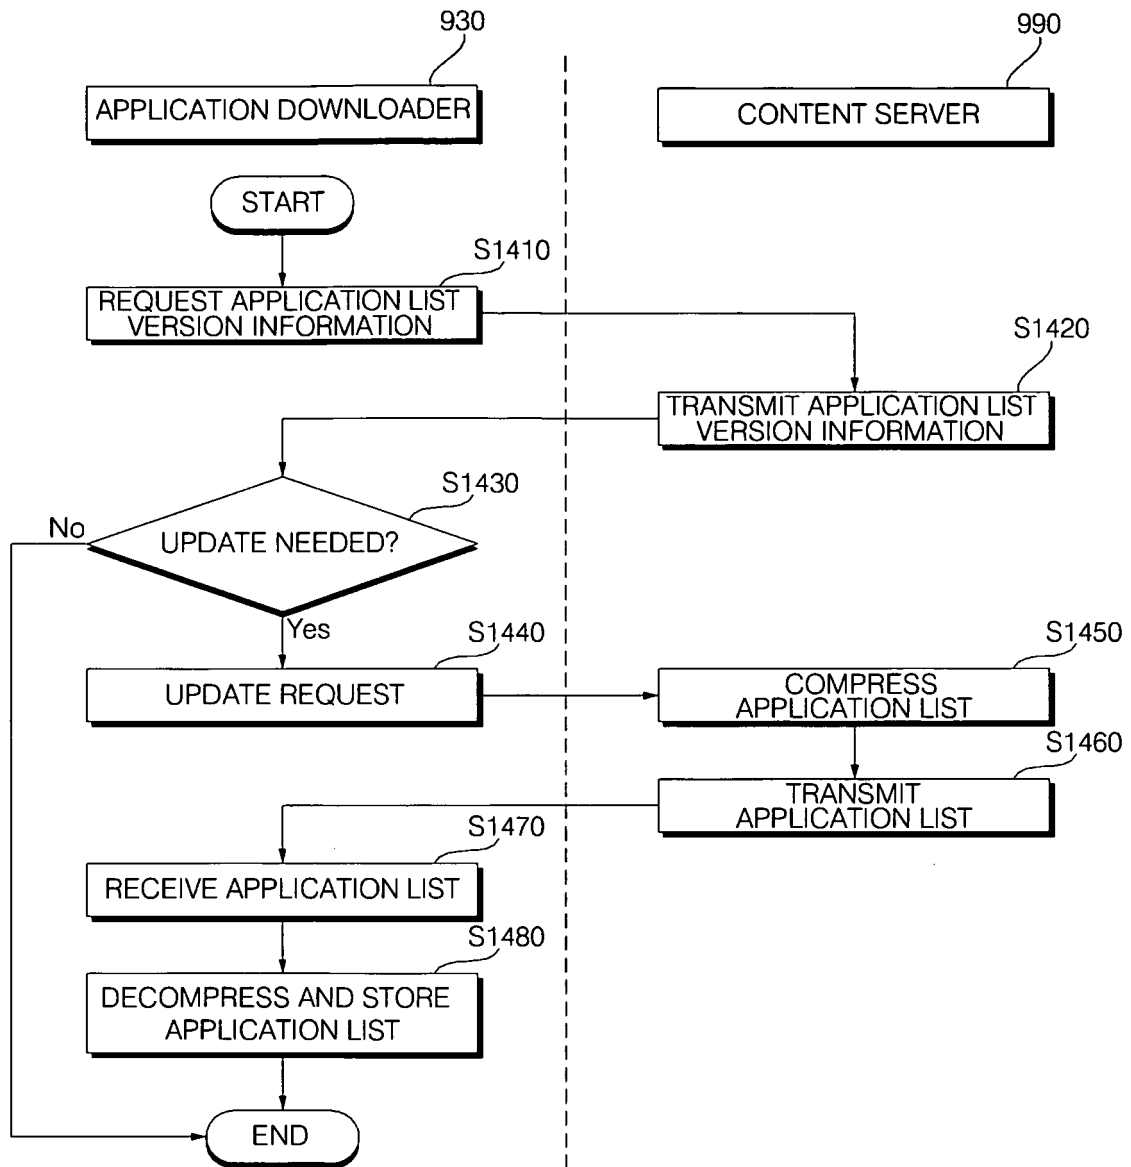 930
990
APPLICATION DOWNLOADER
CONTENT SERVER
START
S1410
REQUEST APPLICATION LIST
VERSION INFORMATION
S1420
TRANSMIT APPLICATION LIST
VERSION INFORMATION
S1430
No
UPDATE NEEDED?
Yes
S1440
UPDATE REQUEST
S1450
COMPRESS
APPLICATION LIST
S1460
TRANSMIT
APPLICATION LIST
S1470
RECEIVE APPLICATION LIST
S1480
DECOMPRESS AND STORE
APPLICATION LIST
END